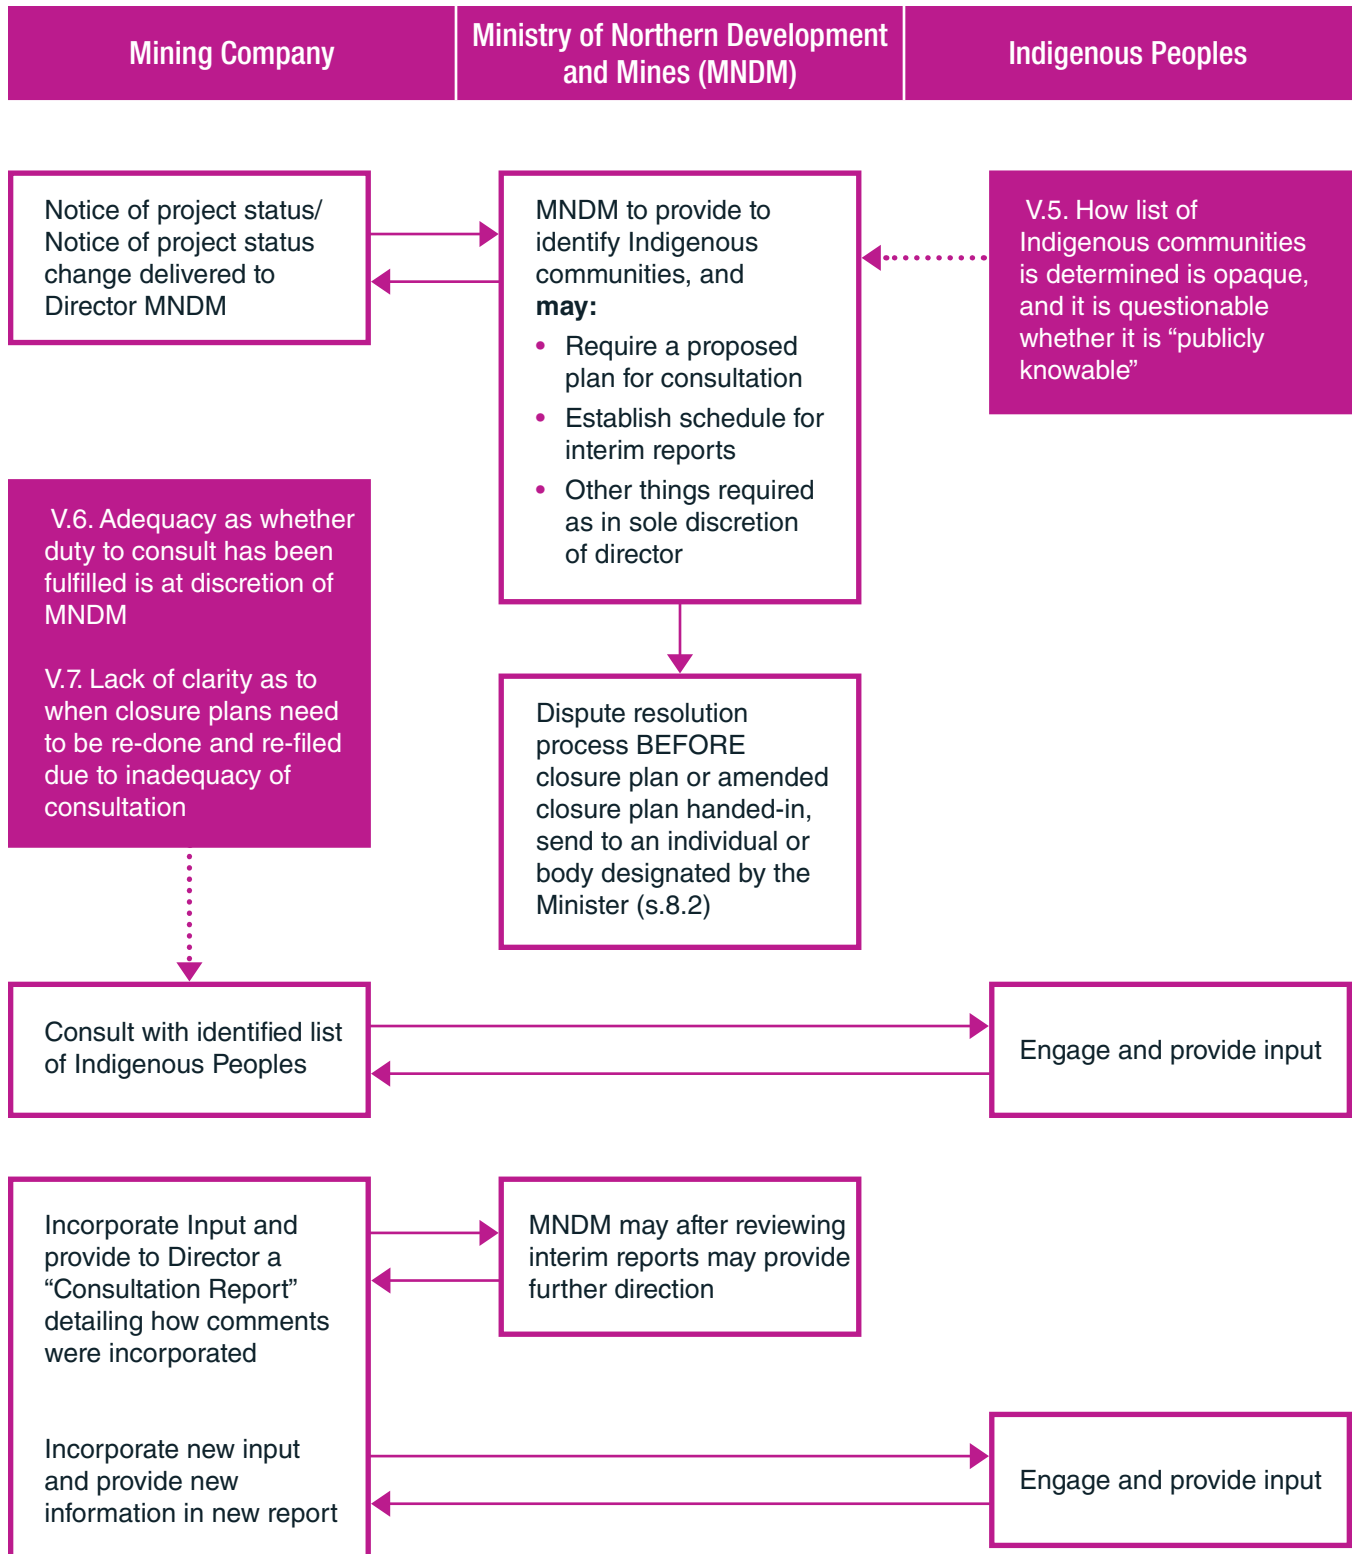 Mining Company
Ministry of Northern Development
and Mines (MNDM)
Indigenous Peoples
Notice of project status/
Notice of project status
change delivered to
Director MNDM
MNDM to provide to
identify Indigenous
communities, and
may:
• Require a proposed
plan for consultation
• Establish schedule for
interim reports
• Other things required
as in sole discretion
of director
V.5. How list of
Indigenous communities
is determined is opaque,
and it is questionable
whether it is “publicly
knowable”
V.6. Adequacy as whether
duty to consult has been
fulfilled is at discretion of
MNDM
V.7. Lack of clarity as to
when closure plans need
to be re-done and re-filed
due to inadequacy of
consultation
Dispute resolution
process BEFORE
closure plan or amended
closure plan handed-in,
send to an individual or
body designated by the
Minister (s.8.2)
Consult with identified list
of Indigenous Peoples
Engage and provide input
Incorporate Input and
provide to Director a
“Consultation Report”
detailing how comments
were incorporated
MNDM may after reviewing
interim reports may provide
further direction
Incorporate new input
and provide new
information in new report
Engage and provide input